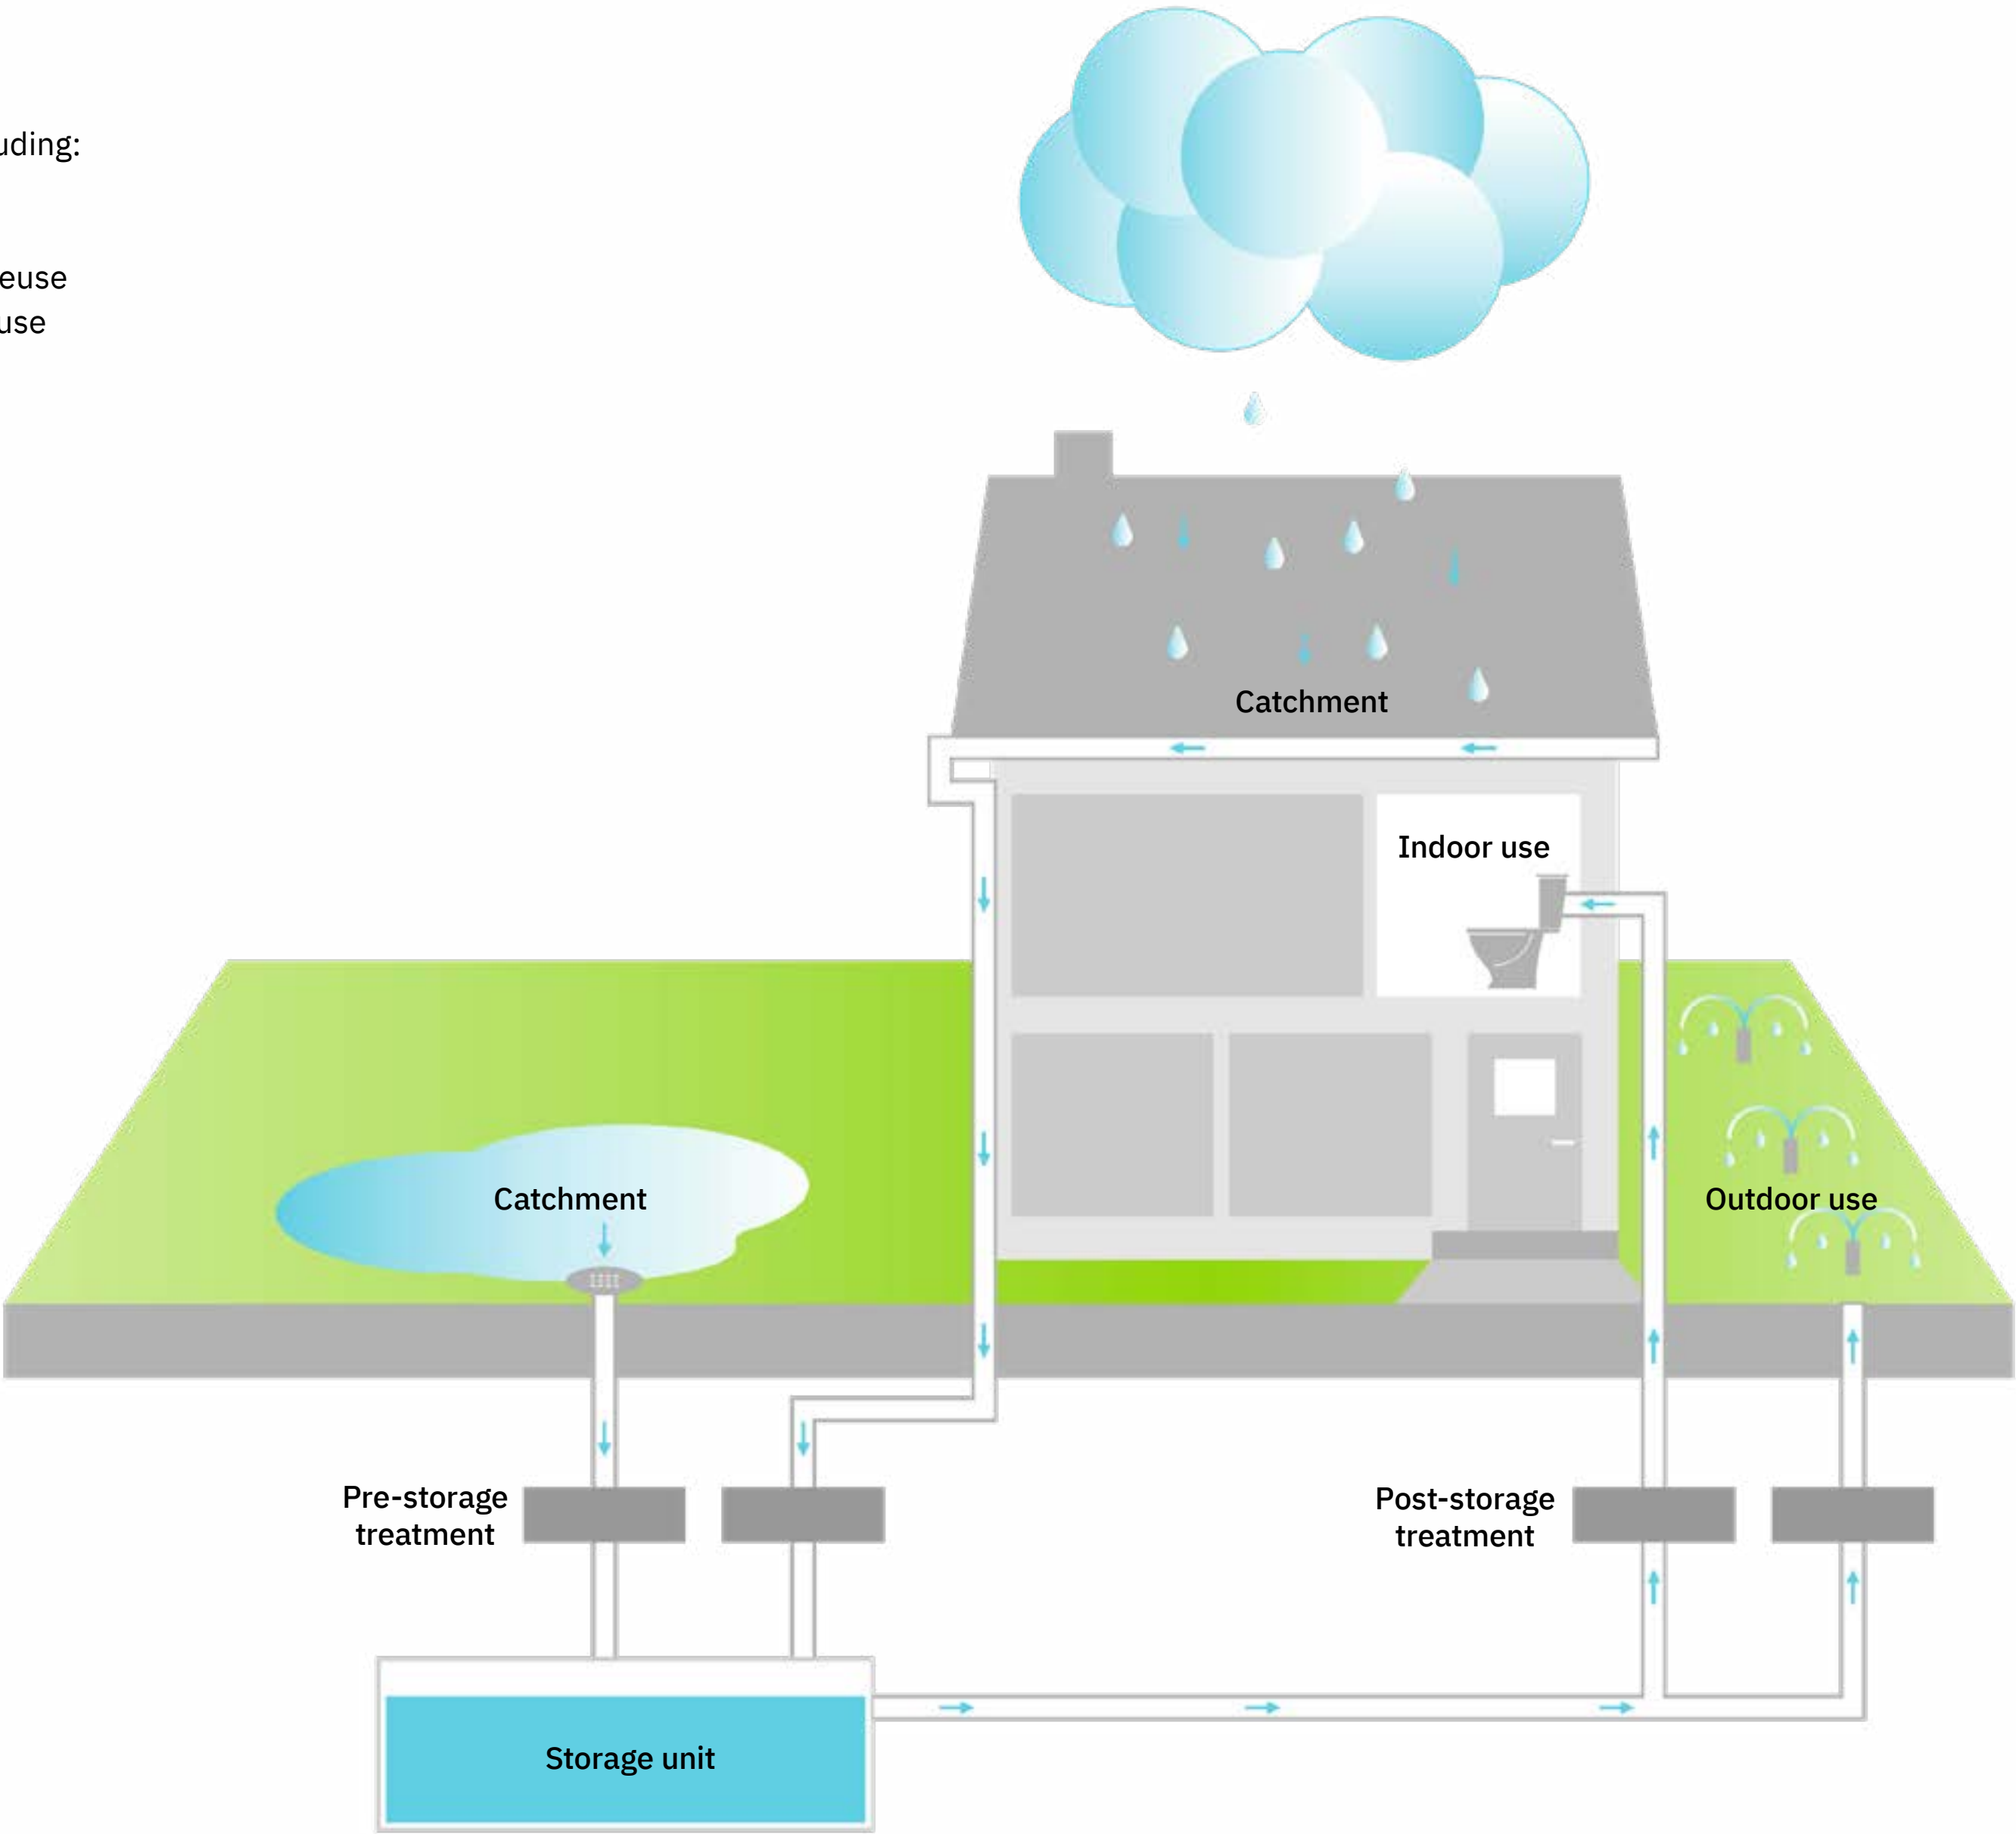 uding:
euse
use
Catchment
Indoor use
Catchment
Outdoor use
Pre-storage
treatment
Post-storage
treatment
Storage unit